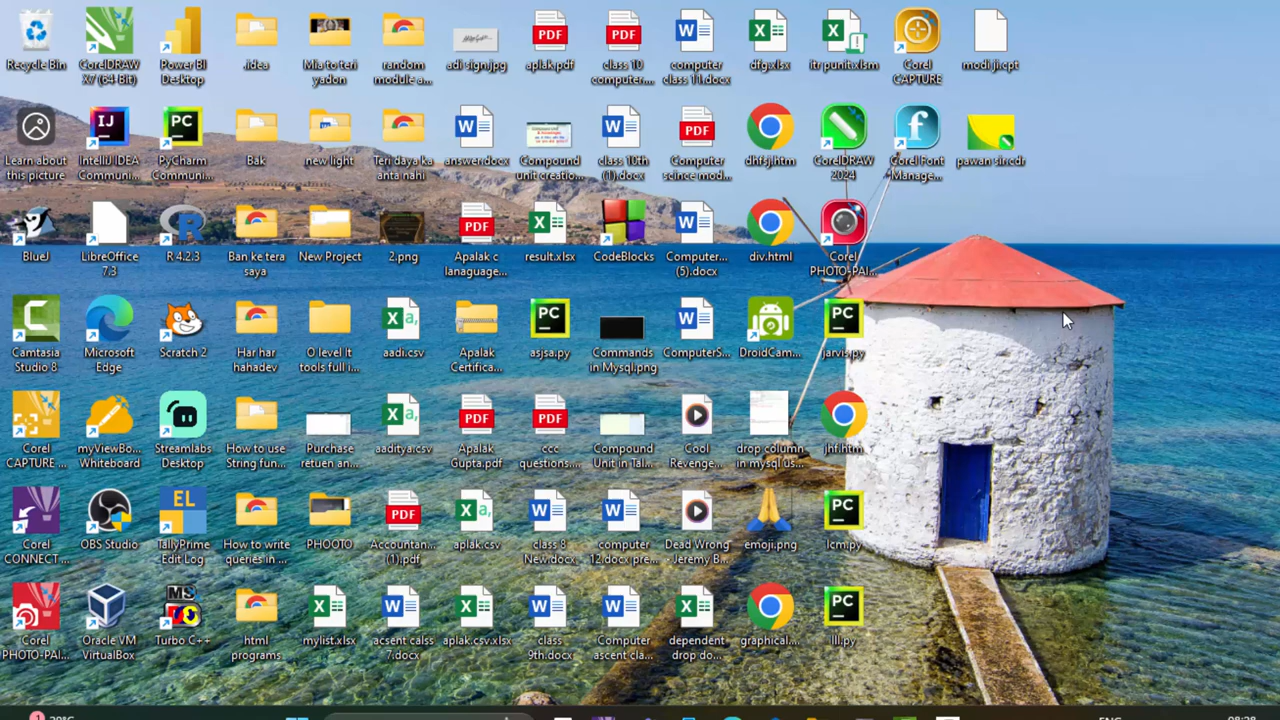 Recycle Bin
CorelDRAW
X7 (64-Bit)
Power BI
Desktop
.idea
Mia to teri
yadon
random
module a...
adi sign.jpg
aplak.pdf
class 10
computer....
computer
class 11.docx
dfg.xlsx
itr punit.xlsm
Corel
CAPTURE
modi ji.cpt
Learn about
this picture
IntelliJ IDEA
Communi...
PyCharm
Communi...
Bak
new light
Teri daya ka
anta nahi
answer.docx
Compound
unit creatio...
class 10th
(1).docx
Computer
scince mod...
dhfsj.htm
CorelDRAW
2024
Corel Font
Manage...
pawan sir.cdr
BlueJ
LibreOffice
7.3
R 4.2.3
Ban ke tera
saya
New Project
2.png
Apalak c
lanaguage...
result.xlsx
CodeBlocks
Computer...
(5).docx
div.html
Corel
PHOTO-PAI...
Camtasia
Studio 8
Microsoft
Edge
Scratch 2
Har har
hahadev
O level It
tools full i...
aadi.csv
Apalak
Certifica...
asjsa.py
Commands
in Mysql.png
ComputerS...
DroidCam...
jarvis.py
Corel
CAPTURE ...
myViewBo...
Whiteboard
Streamlabs
Desktop
How to use
String fun...
Purchase
retuen an...
aaditya.csv
Apalak
Gupta.pdf
ccc
questions....
Compound
Unit in Tal...
Cool
Revenge...
drop column
in mysql us...
jhf.htm
Corel
CONNECT...
OBS Studio
TallyPrime
Edit Log
How to write
queries in ...
PHOOTO
Accountan...
(1).pdf
aplak.csv
class 8
New.docx
computer
12.docx pre...
Dead Wrong
- Jeremy B...
emoji.png
lcm.py
Corel
PHOTO-PAI...
Oracle VM
VirtualBox
Turbo C++
html
programs
mylist.xlsx
acsent calss
7.docx
aplak.csv.xlsx
class
9th.docx
Computer
ascent cla...
dependent
drop do...
graphical....
llll.py